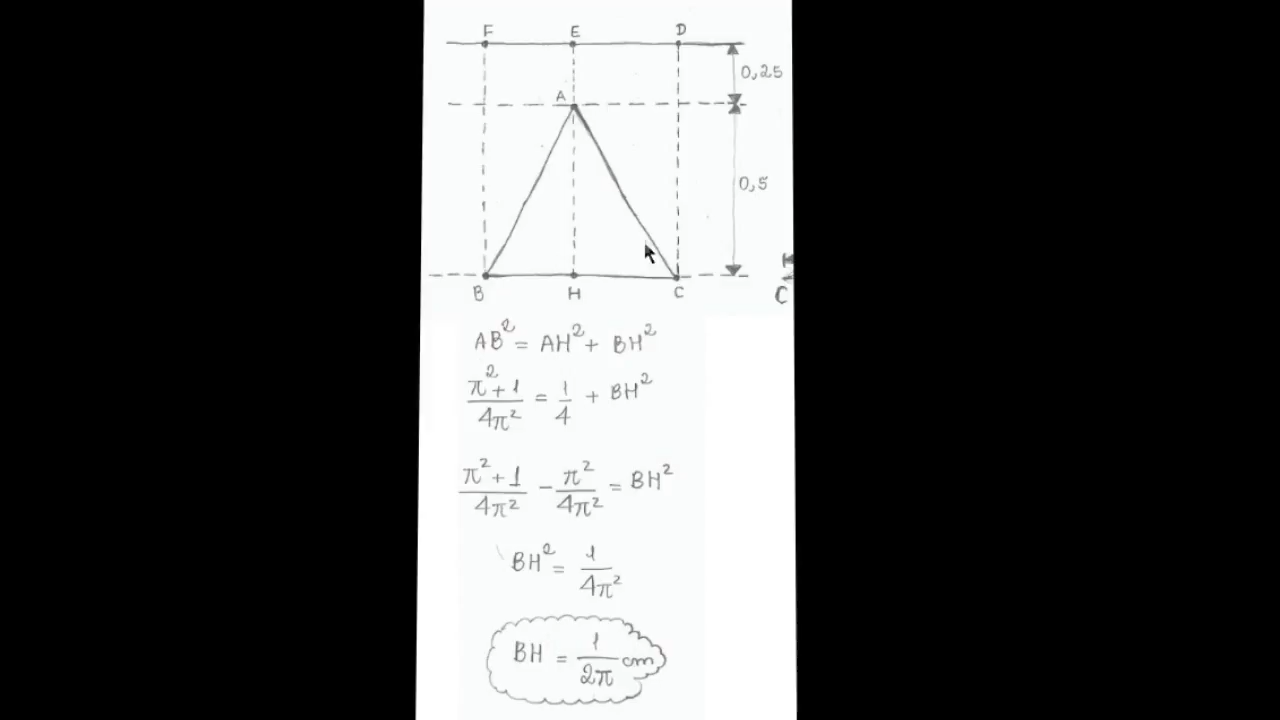 F E D
0,25
A
0,5
B H C
C
AB² = AH² + BH²
π²+1/4π² = 1/4 + BH²
π²+1/4π² − π²/4π² = BH²
BH² = 1/4π²
BH = 1/2π cm